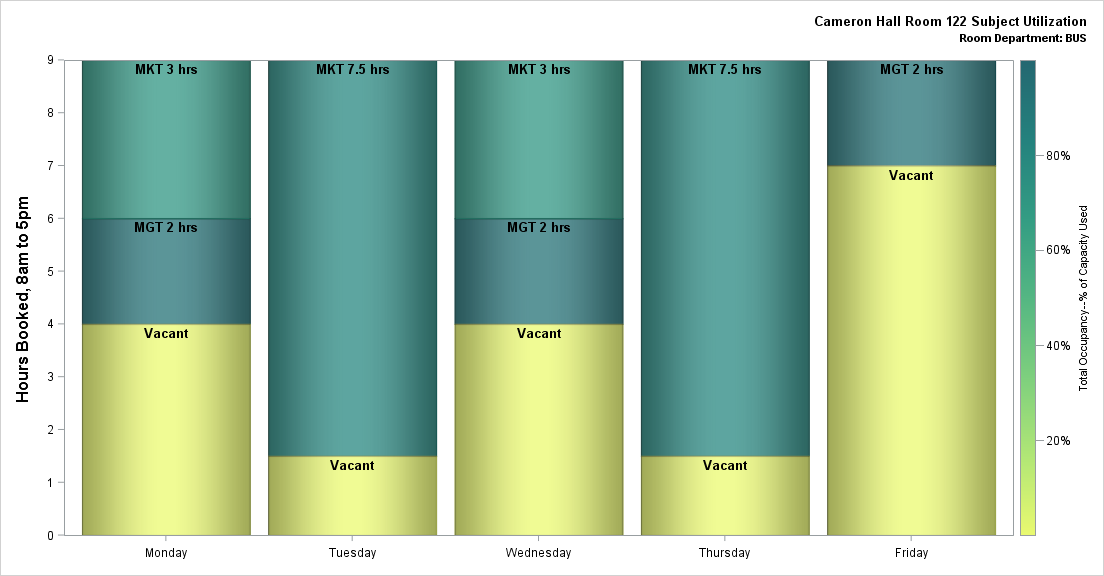 Cameron Hall Room 122 Subject Utilization
Room Department: BUS
Hours Booked, 8am to 5pm
9
8
7
6
5
4
3
2
1
0
MKT 3 hrs
MGT 2 hrs
Vacant
MKT 7.5 hrs
Vacant
MKT 3 hrs
MGT 2 hrs
Vacant
MKT 7.5 hrs
Vacant
MGT 2 hrs
Vacant
Monday
Tuesday
Wednesday
Thursday
Friday
80%
60%
40%
20%
Total Occupancy--% of Capacity Used